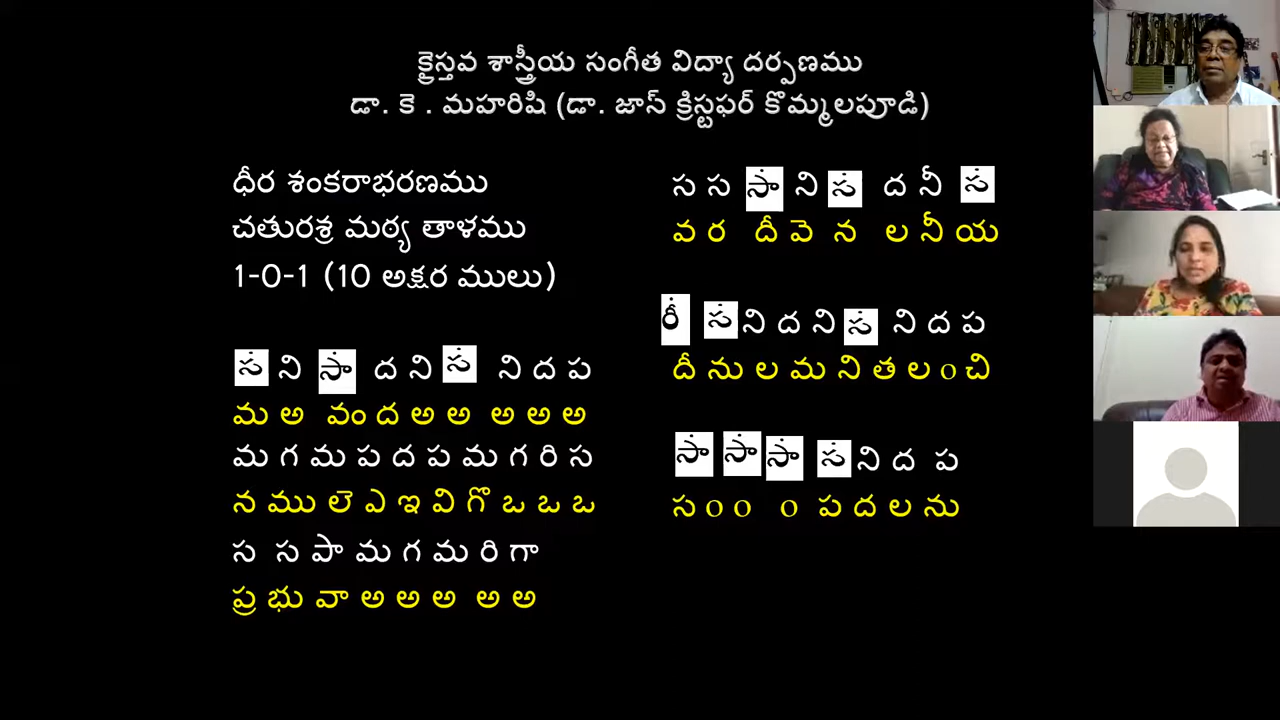 క్రైస్తవ శాస్త్రీయ సంగీత విద్యా దర్పణము
డా. కె . మహరిషి (డా. జాస్ క్రిస్టఫర్ కొమ్మలపూడి)
ధీర శంకరాభరణము
చతురశ్ర మఠ్య తాళము
1-0-1 (10 అక్షర ములు)
స̇ ని సా̇ ద ని స̇ ని ద ప
మ అ వం ద అ అ అ అ అ
మ గ మ ప ద ప మ గ రి స
న ము లె ఎ ఇ వి గొ ఒ ఒ ఒ
స స పా మ గ మ రి గా
ప్ర భు వా అ అ అ అ అ
స స సా̇ ని స̇ ద నీ స̇
వ ర దీ వె న ల నీ య
రీ̇ స̇ ని ద ని స̇ ని ద ప
దీ ను ల మ ని త ల ం చి
సా̇ సా̇ సా̇ స̇ ని ద ప
స ం ం ం ప ద ల ను